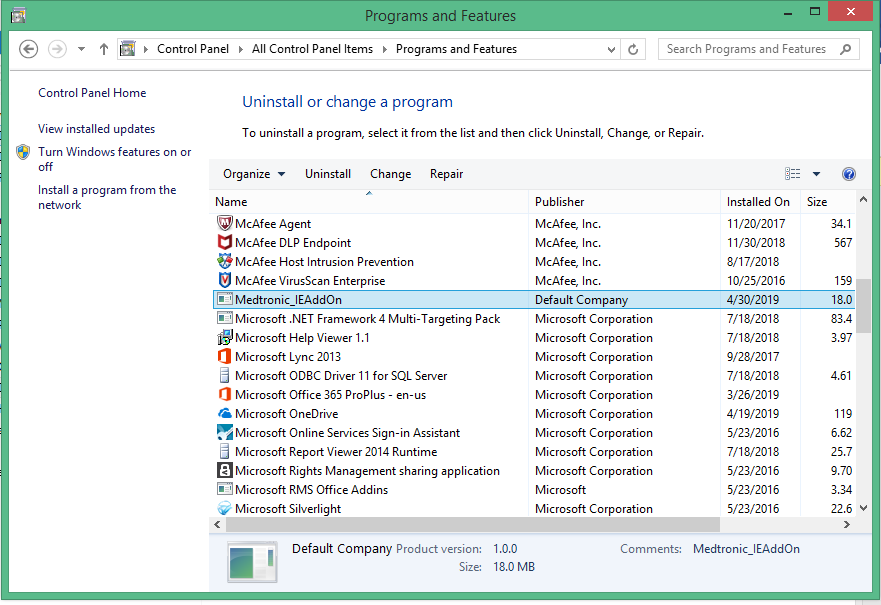 Programs and Features
Control Panel All Control Panel Items Programs and Features
Search Programs and Features
Control Panel Home
View installed updates
Turn Windows features on or
off
Install a program from the
network
Uninstall or change a program
To uninstall a program, select it from the list and then click Uninstall, Change, or Repair.
Organize Uninstall Change Repair
Name Publisher Installed On Size
McAfee Agent McAfee, Inc. 11/20/2017 34.1
McAfee DLP Endpoint McAfee, Inc. 11/30/2018 567
McAfee Host Intrusion Prevention McAfee, Inc. 8/17/2018
McAfee VirusScan Enterprise McAfee, Inc. 10/25/2016 159
Medtronic_IEAddOn Default Company 4/30/2019 18.0
Microsoft .NET Framework 4 Multi-Targeting Pack Microsoft Corporation 7/18/2018 83.4
Microsoft Help Viewer 1.1 Microsoft Corporation 7/18/2018 3.97
Microsoft Lync 2013 Microsoft Corporation 9/28/2017
Microsoft ODBC Driver 11 for SQL Server Microsoft Corporation 7/18/2018 4.61
Microsoft Office 365 ProPlus - en-us Microsoft Corporation 3/26/2019
Microsoft OneDrive Microsoft Corporation 4/19/2019 119
Microsoft Online Services Sign-in Assistant Microsoft Corporation 5/23/2016 6.62
Microsoft Report Viewer 2014 Runtime Microsoft Corporation 7/18/2018 25.7
Microsoft Rights Management sharing application Microsoft Corporation 5/23/2016 9.70
Microsoft RMS Office Addins Microsoft 5/23/2016 3.34
Microsoft Silverlight Microsoft Corporation 5/23/2016 22.6
Default Company Product version: 1.0.0 Comments: Medtronic_IEAddOn
Size: 18.0 MB